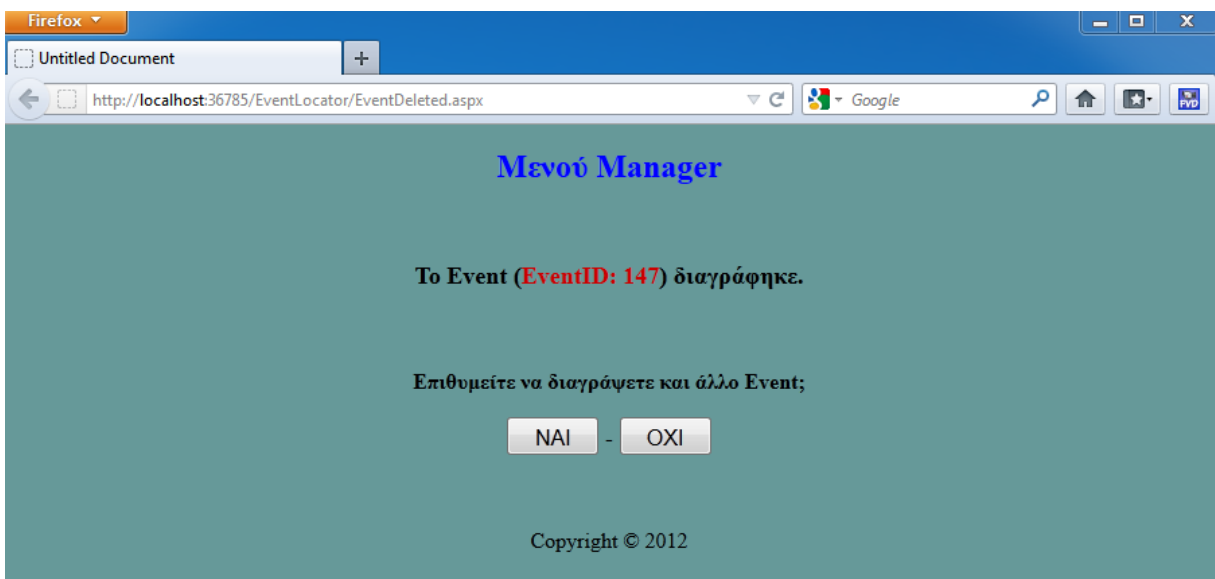 Firefox
Untitled Document
http://localhost:36785/EventLocator/EventDeleted.aspx
Google
FVD
Μενού Manager
Το Event (EventID: 147) διαγράφηκε.
Επιθυμείτε να διαγράψετε και άλλο Event;
ΝΑΙ - ΟΧΙ
Copyright © 2012